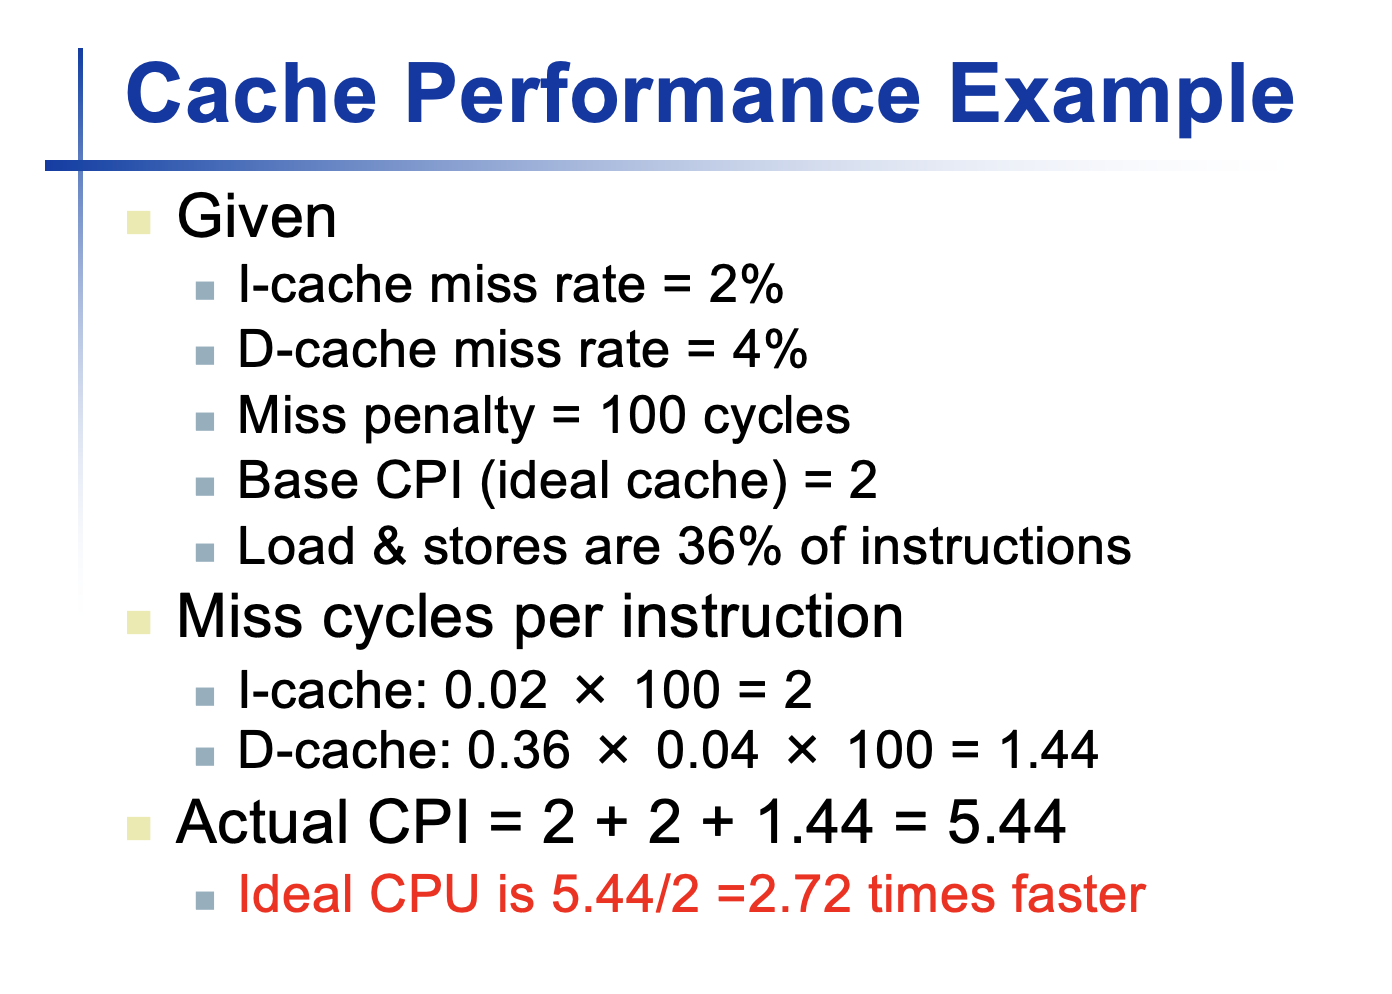 Cache Performance Example
Given
I-cache miss rate = 2%
D-cache miss rate = 4%
Miss penalty = 100 cycles
Base CPI (ideal cache) = 2
Load & stores are 36% of instructions
Miss cycles per instruction
I-cache: 0.02 × 100 = 2
D-cache: 0.36 × 0.04 × 100 = 1.44
Actual CPI = 2 + 2 + 1.44 = 5.44
Ideal CPU is 5.44/2 =2.72 times faster